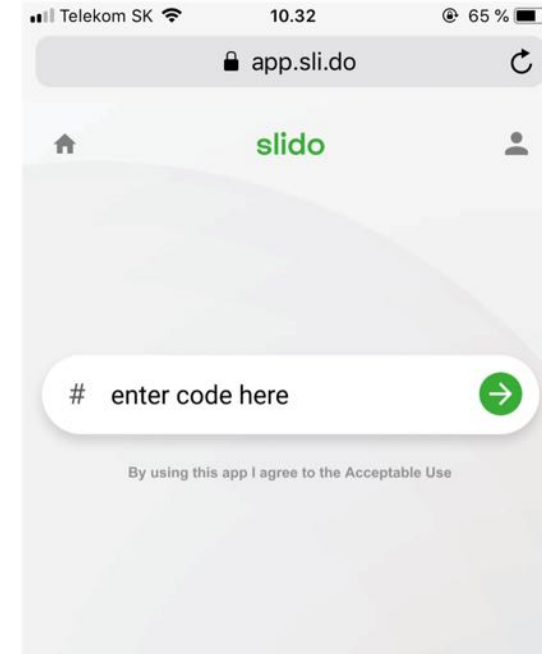 Telekom SK 10.32 65 %
app.sli.do
slido
# enter code here
By using this app I agree to the Acceptable Use